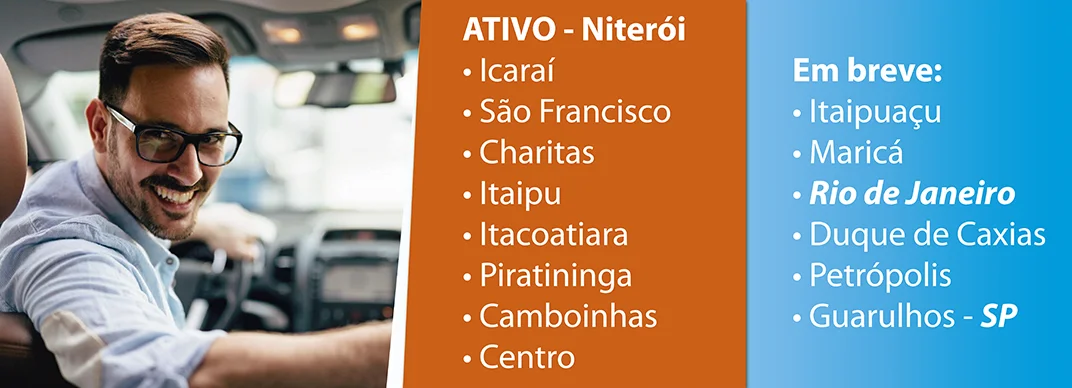 ATIVO - Niterói
• Icaraí
• São Francisco
• Charitas
• Itaipu
• Itacoatiara
• Piratininga
• Camboinhas
• Centro
Em breve:
• Itaipuaçu
• Maricá
• Rio de Janeiro
• Duque de Caxias
• Petrópolis
• Guarulhos - SP